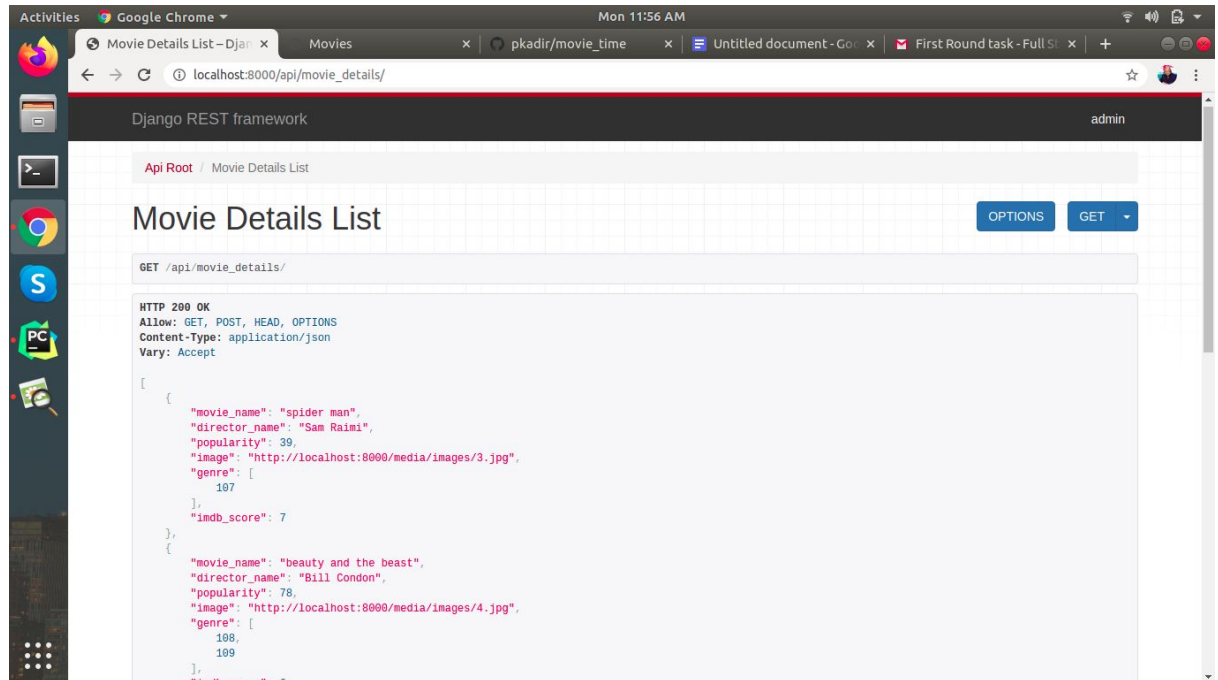 Activities Google Chrome Mon 11:56 AM
Movie Details List – Djan Movies pkadir/movie_time Untitled document - Goo First Round task - Full St
localhost:8000/api/movie_details/
Django REST framework admin
Api Root / Movie Details List
Movie Details List OPTIONS GET
GET /api/movie_details/
HTTP 200 OK
Allow: GET, POST, HEAD, OPTIONS
Content-Type: application/json
Vary: Accept
[
{
"movie_name": "spider man",
"director_name": "Sam Raimi",
"popularity": 39,
"image": "http://localhost:8000/media/images/3.jpg",
"genre": [
107
],
"imdb_score": 7
},
{
"movie_name": "beauty and the beast",
"director_name": "Bill Condon",
"popularity": 78,
"image": "http://localhost:8000/media/images/4.jpg",
"genre": [
108,
109
],